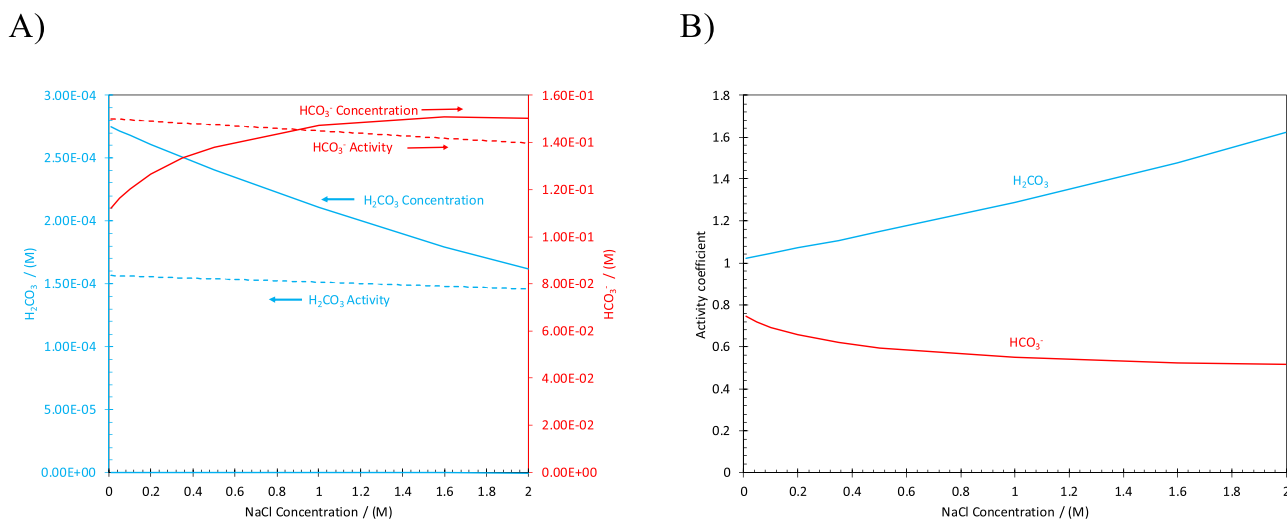 A)
B)
3.00E-04
2.50E-04
2.00E-04
1.50E-04
1.00E-04
5.00E-05
0.00E+00
H₂CO₃ / (M)
1.60E-01
1.40E-01
1.20E-01
1.00E-01
8.00E-02
6.00E-02
4.00E-02
2.00E-02
0.00E+00
HCO₃⁻ / (M)
HCO₃⁻ Concentration
HCO₃⁻ Activity
H₂CO₃ Concentration
H₂CO₃ Activity
0 0.2 0.4 0.6 0.8 1 1.2 1.4 1.6 1.8 2
NaCl Concentration / (M)
1.8
1.6
1.4
1.2
1
0.8
0.6
0.4
0.2
0
Activity coefficient
H₂CO₃
HCO₃⁻
0 0.2 0.4 0.6 0.8 1 1.2 1.4 1.6 1.8 2
NaCl Concentration / (M)